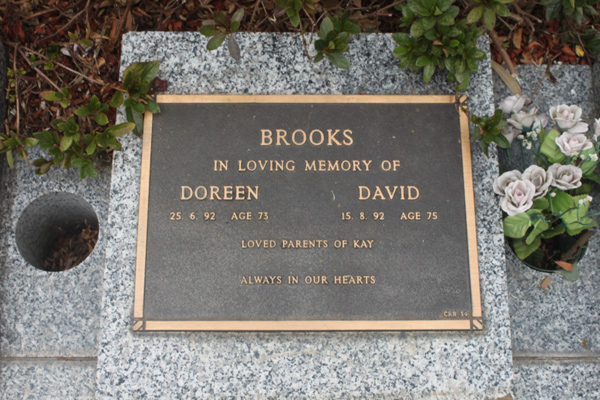 BROOKS
IN LOVING MEMORY OF
DOREEN DAVID
25. 6. 92 AGE 73 15. 8. 92 AGE 75
LOVED PARENTS OF KAY
ALWAYS IN OUR HEARTS